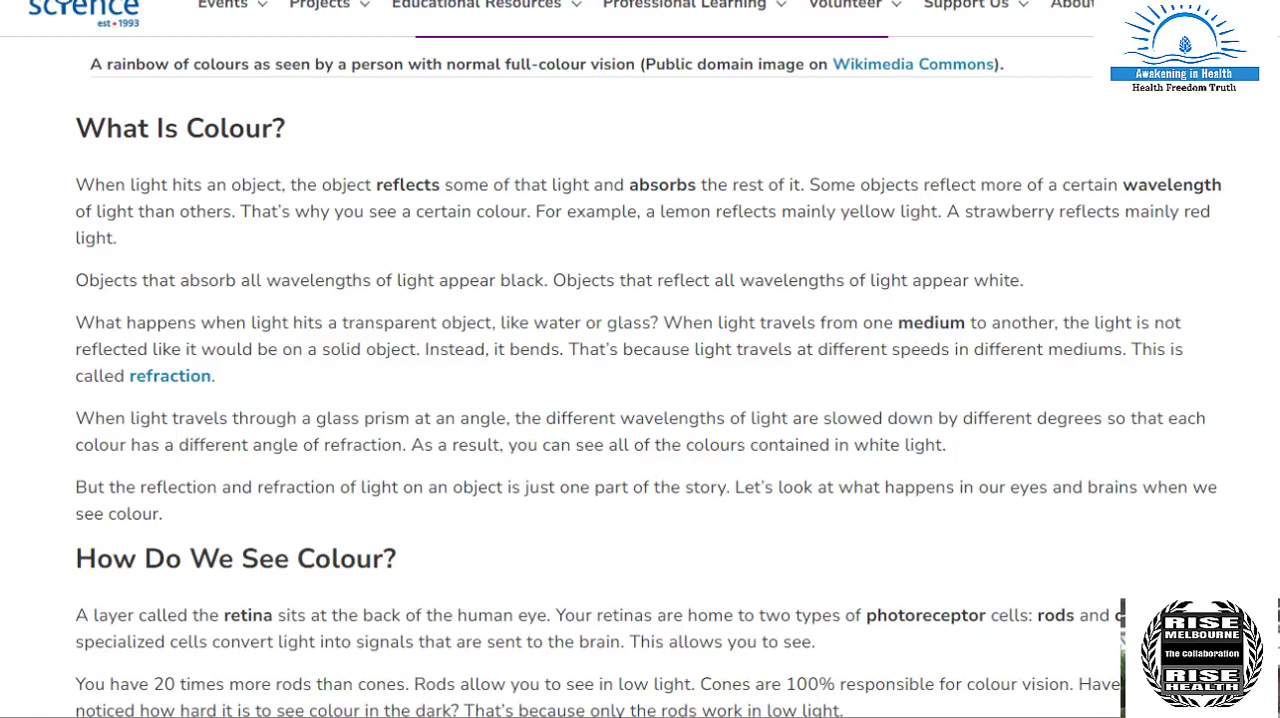 scIence
est•1993
Events
Projects
Educational Resources
Professional Learning
Volunteer
Support Us
About
Awakening in Health
Health Freedom Truth
A rainbow of colours as seen by a person with normal full-colour vision (Public domain image on Wikimedia Commons).
What Is Colour?
When light hits an object, the object reflects some of that light and absorbs the rest of it. Some objects reflect more of a certain wavelength
of light than others. That’s why you see a certain colour. For example, a lemon reflects mainly yellow light. A strawberry reflects mainly red
light.
Objects that absorb all wavelengths of light appear black. Objects that reflect all wavelengths of light appear white.
What happens when light hits a transparent object, like water or glass? When light travels from one medium to another, the light is not
reflected like it would be on a solid object. Instead, it bends. That’s because light travels at different speeds in different mediums. This is
called refraction.
When light travels through a glass prism at an angle, the different wavelengths of light are slowed down by different degrees so that each
colour has a different angle of refraction. As a result, you can see all of the colours contained in white light.
But the reflection and refraction of light on an object is just one part of the story. Let’s look at what happens in our eyes and brains when we
see colour.
How Do We See Colour?
A layer called the retina sits at the back of the human eye. Your retinas are home to two types of photoreceptor cells: rods and
specialized cells convert light into signals that are sent to the brain. This allows you to see.
You have 20 times more rods than cones. Rods allow you to see in low light. Cones are 100% responsible for colour vision. Have
noticed how hard it is to see colour in the dark? That’s because only the rods work in low light.
RISE
MELBOURNE
The Collaboration
RISE
HEALTH